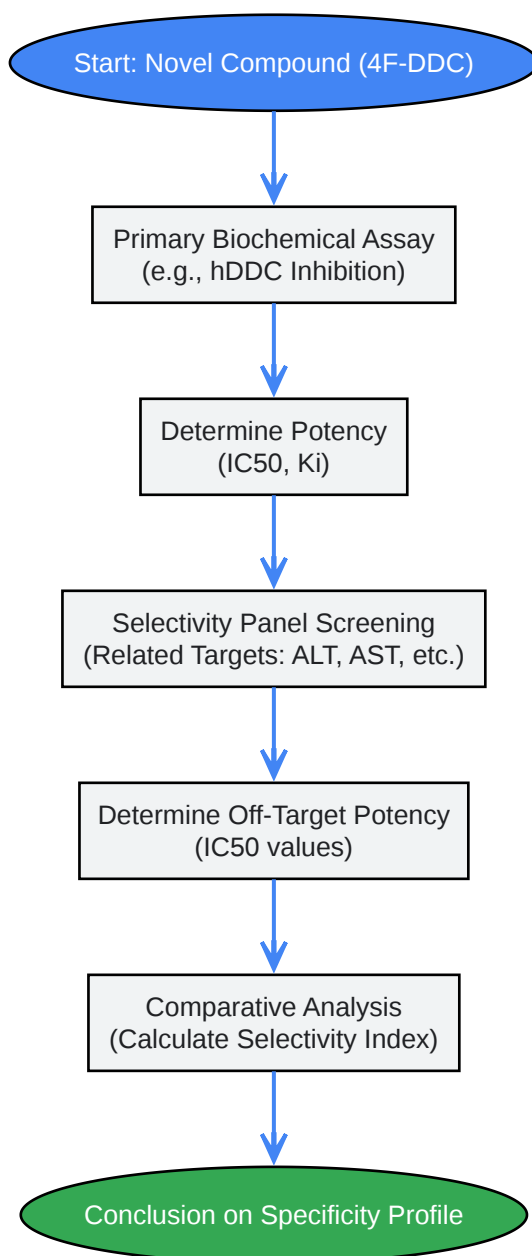 Start: Novel Compound (4F-DDC)
Primary Biochemical Assay
(e.g., hDDC Inhibition)
Determine Potency
(IC50, Ki)
Selectivity Panel Screening
(Related Targets: ALT, AST, etc.)
Determine Off-Target Potency
(IC50 values)
Comparative Analysis
(Calculate Selectivity Index)
Conclusion on Specificity Profile